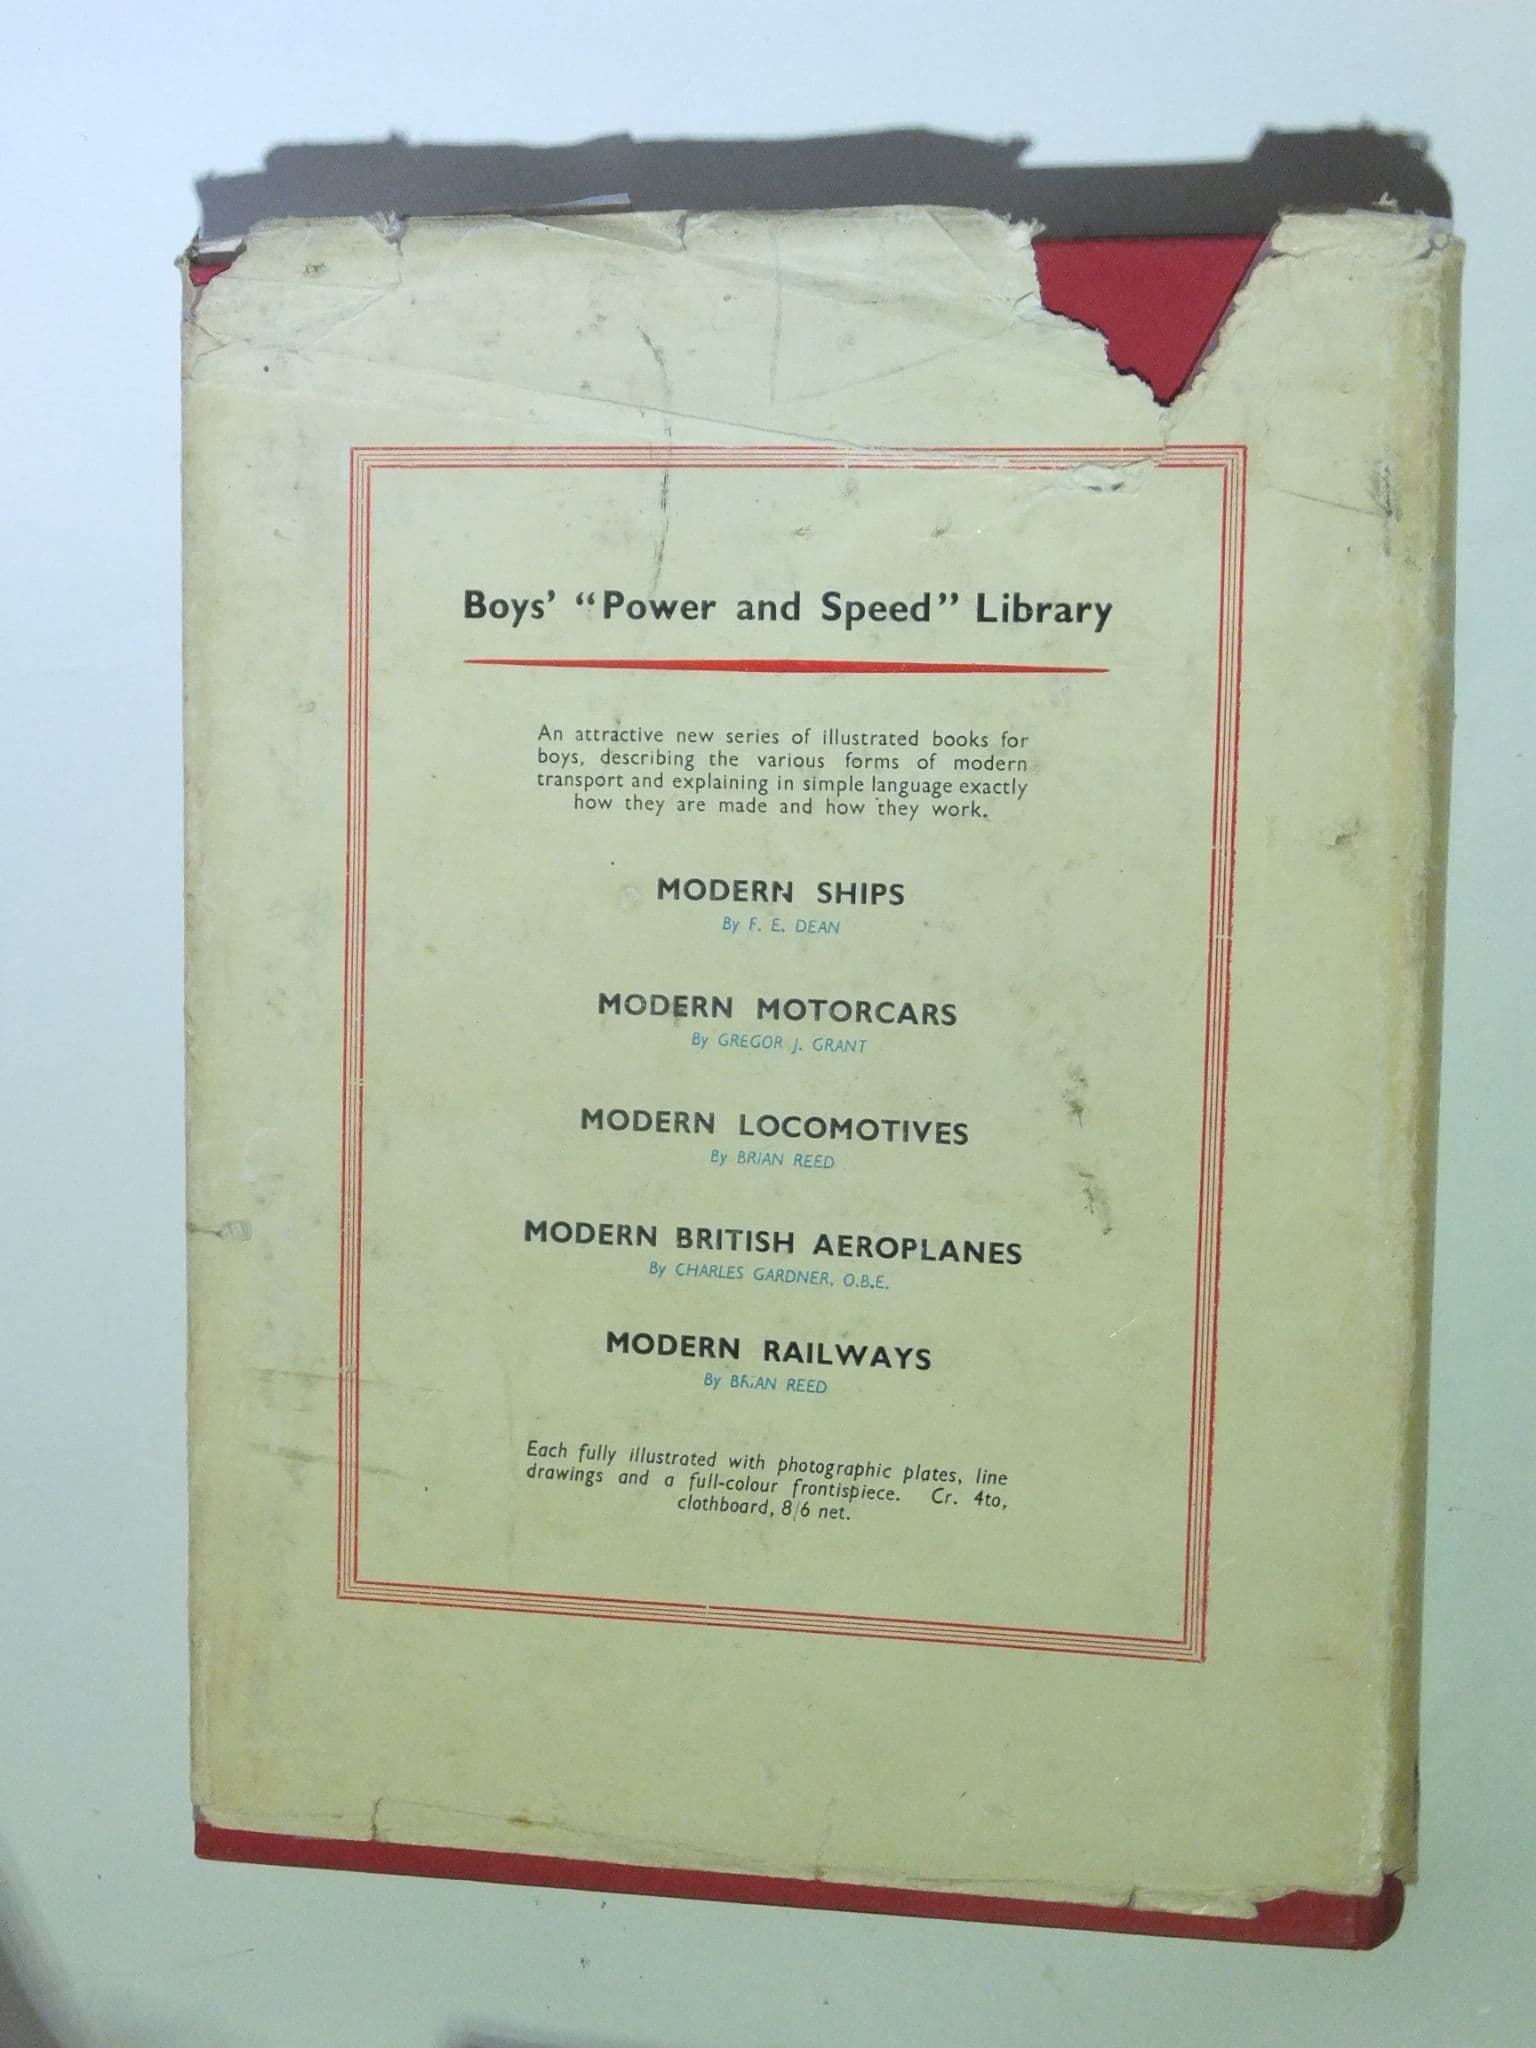 Boys' “Power and Speed” Library
An attractive new series of illustrated books for
boys, describing the various forms of modern
transport and explaining in simple language exactly
how they are made and how they work.
MODERN SHIPS
By F. E. DEAN
MODERN MOTORCARS
By GREGOR J. GRANT
MODERN LOCOMOTIVES
By BRIAN REED
MODERN BRITISH AEROPLANES
By CHARLES GARDNER, O.B.E.
MODERN RAILWAYS
By BRIAN REED
Each fully illustrated with photographic plates, line
drawings and a full-colour frontispiece. Cr. 4to,
clothboard, 8/6 net.